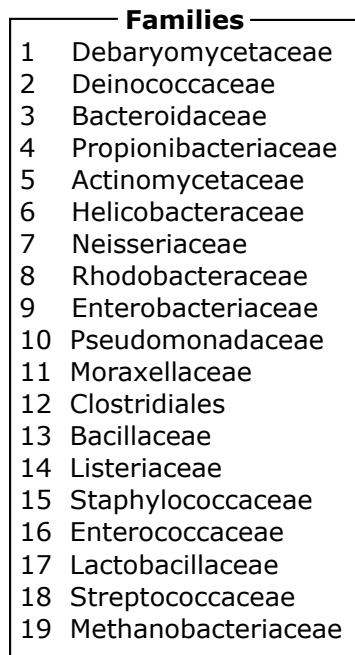 Families
1 Debaryomycetaceae
2 Deinococcaceae
3 Bacteroidaceae
4 Propionibacteriaceae
5 Actinomycetaceae
6 Helicobacteraceae
7 Neisseriaceae
8 Rhodobacteraceae
9 Enterobacteriaceae
10 Pseudomonadaceae
11 Moraxellaceae
12 Clostridiales
13 Bacillaceae
14 Listeriaceae
15 Staphylococcaceae
16 Enterococcaceae
17 Lactobacillaceae
18 Streptococcaceae
19 Methanobacteriaceae